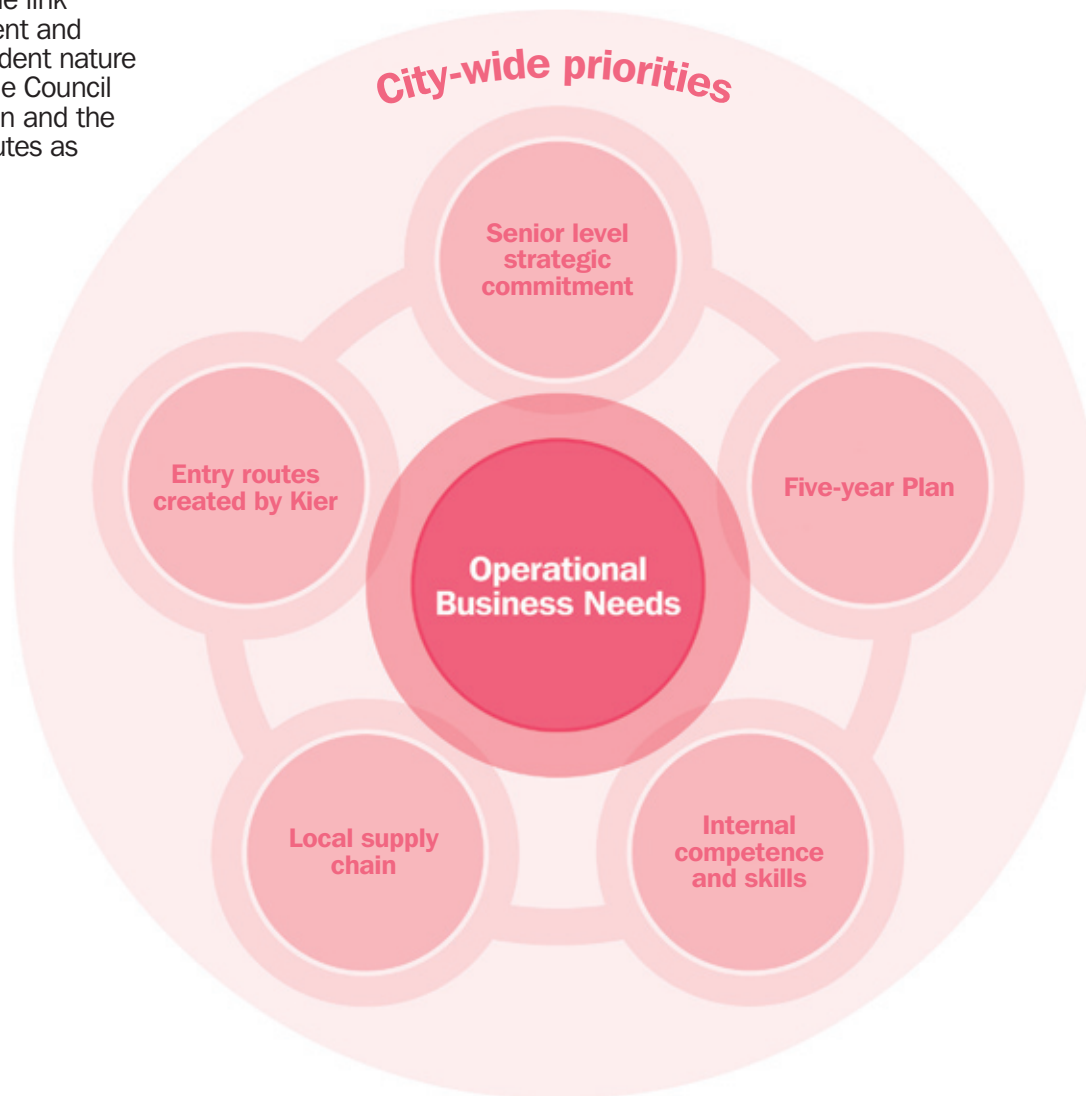 ent and
dent nature
e Council
n and the
utes as
City-wide priorities
Senior level
strategic
commitment
Entry routes
created by Kier
Five-year Plan
Operational
Business Needs
Local supply
chain
Internal
competence
and skills